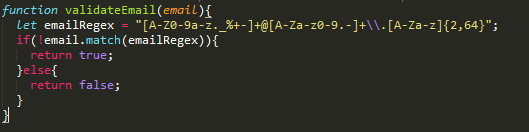 function validateEmail(email){
let emailRegex = "[A-Z0-9a-z._%+-]+@[A-Za-z0-9.-]+\\.[A-Za-z]{2,64}";
if(!email.match(emailRegex)){
return true;
}else{
return false;
}
}